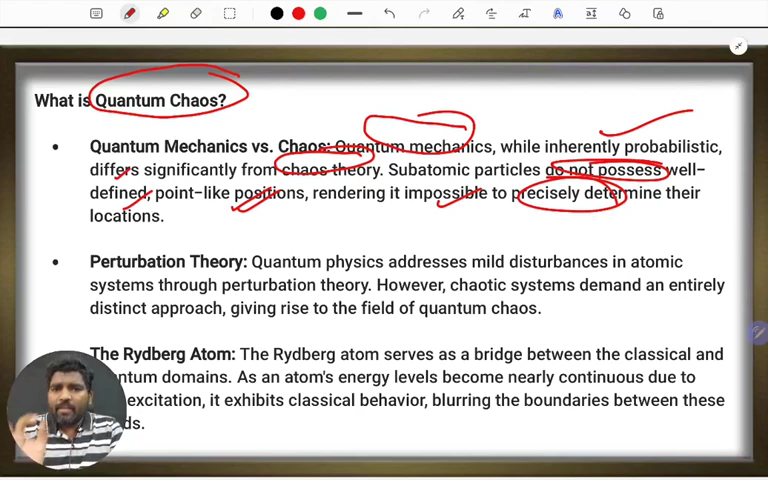 What is Quantum Chaos?
Quantum Mechanics vs. Chaos: Quantum mechanics, while inherently probabilistic,
differs significantly from chaos theory. Subatomic particles do not possess well-
defined, point-like positions, rendering it impossible to precisely determine their
locations.
Perturbation Theory: Quantum physics addresses mild disturbances in atomic
systems through perturbation theory. However, chaotic systems demand an entirely
distinct approach, giving rise to the field of quantum chaos.
The Rydberg Atom: The Rydberg atom serves as a bridge between the classical and
domains. As an atom's energy levels become nearly continuous due to
excitation, it exhibits classical behavior, blurring the boundaries between these